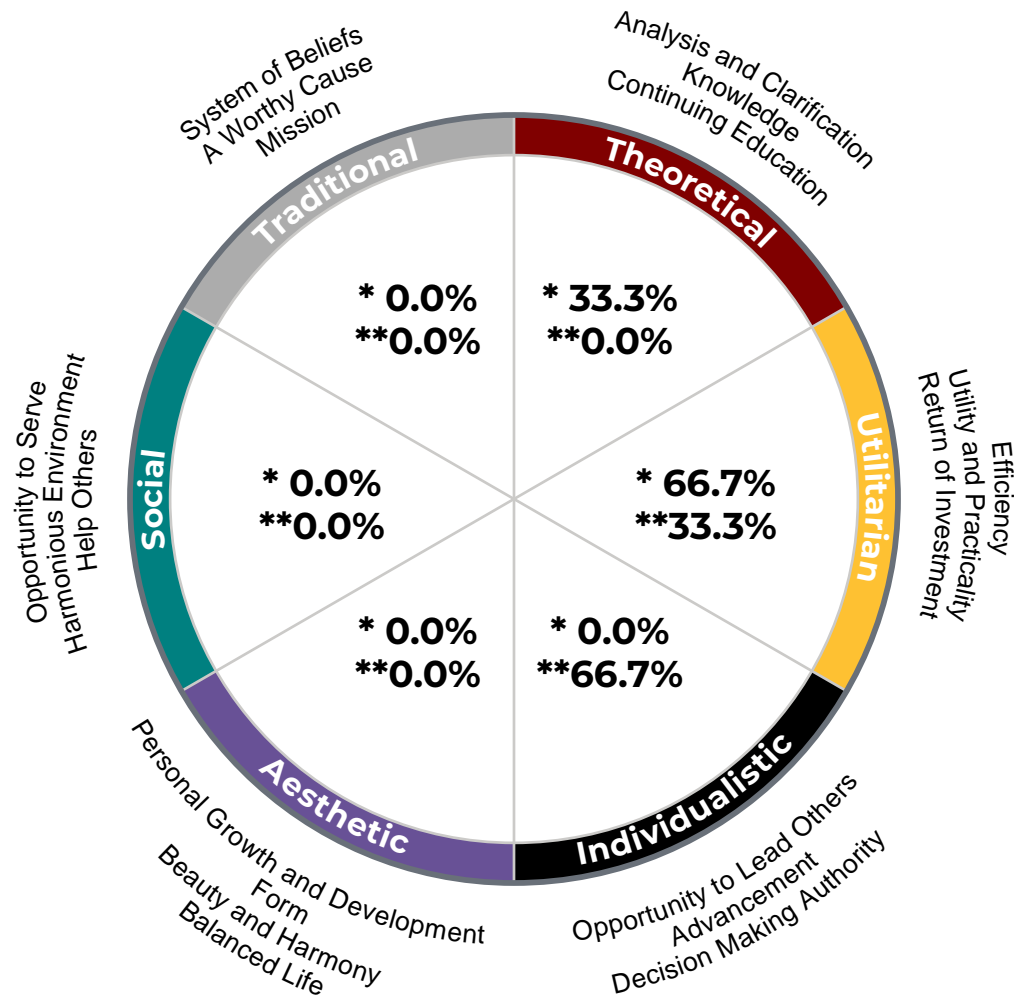 System of Beliefs
A Worthy Cause
Mission
Analysis and Clarification
Knowledge
Continuing Education
Traditional
Theoretical
* 0.0%
**0.0%
* 33.3%
**0.0%
Opportunity to Serve
Harmonious Environment
Help Others
Social
* 0.0%
**0.0%
* 66.7%
**33.3%
Utilitarian
Efficiency
Utility and Practicality
Return of Investment
* 0.0%
**0.0%
* 0.0%
**66.7%
Aesthetic
Individualistic
Personal Growth and Development
Form
Beauty and Harmony
Balanced Life
Opportunity to Lead Others
Advancement
Decision Making Authority